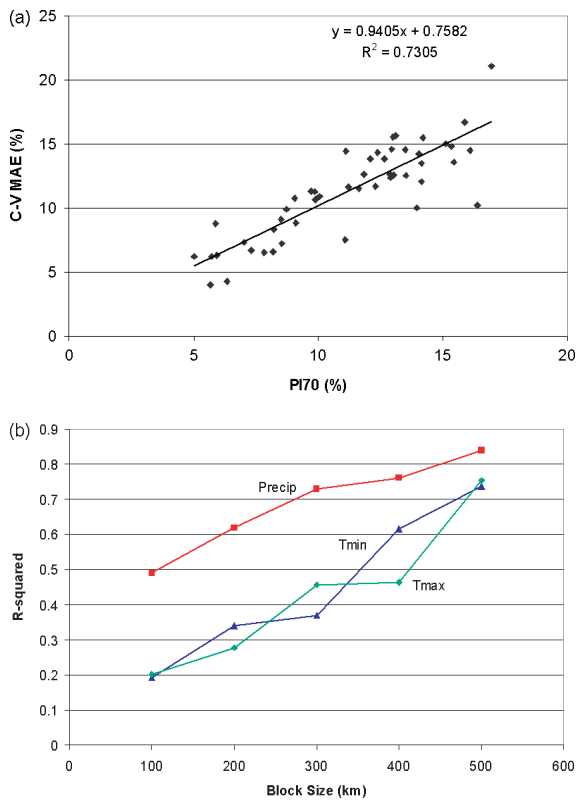 (a)
y = 0.9405x + 0.7582
R² = 0.7305
25
20
15
10
5
0
C-V MAE (%)
0 5 10 15 20
PI70 (%)
(b)
0.9
0.8
0.7
0.6
0.5
0.4
0.3
0.2
0.1
0
R-squared
Precip
Tmin
Tmax
0 100 200 300 400 500 600
Block Size (km)